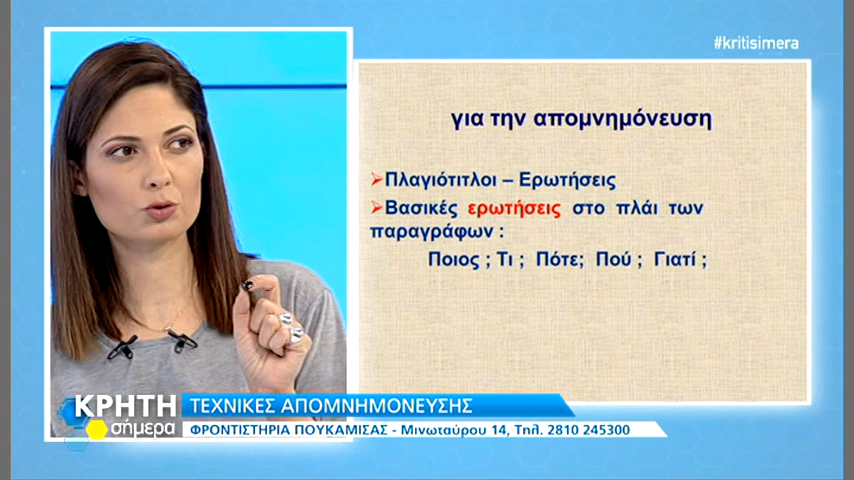 #kritisimera
για την απομνημόνευση
➢Πλαγιότιτλοι – Ερωτήσεις
➢Βασικές ερωτήσεις στο πλάι των
παραγράφων :
Ποιος ; Τι ; Πότε; Πού ; Γιατί ;
ΚΡΗΤΗ
σήμερα
ΤΕΧΝΙΚΕΣ ΑΠΟΜΝΗΜΟΝΕΥΣΗΣ
ΦΡΟΝΤΙΣΤΗΡΙΑ ΠΟΥΚΑΜΙΣΑΣ - Μινωταύρου 14, Τηλ. 2810 245300